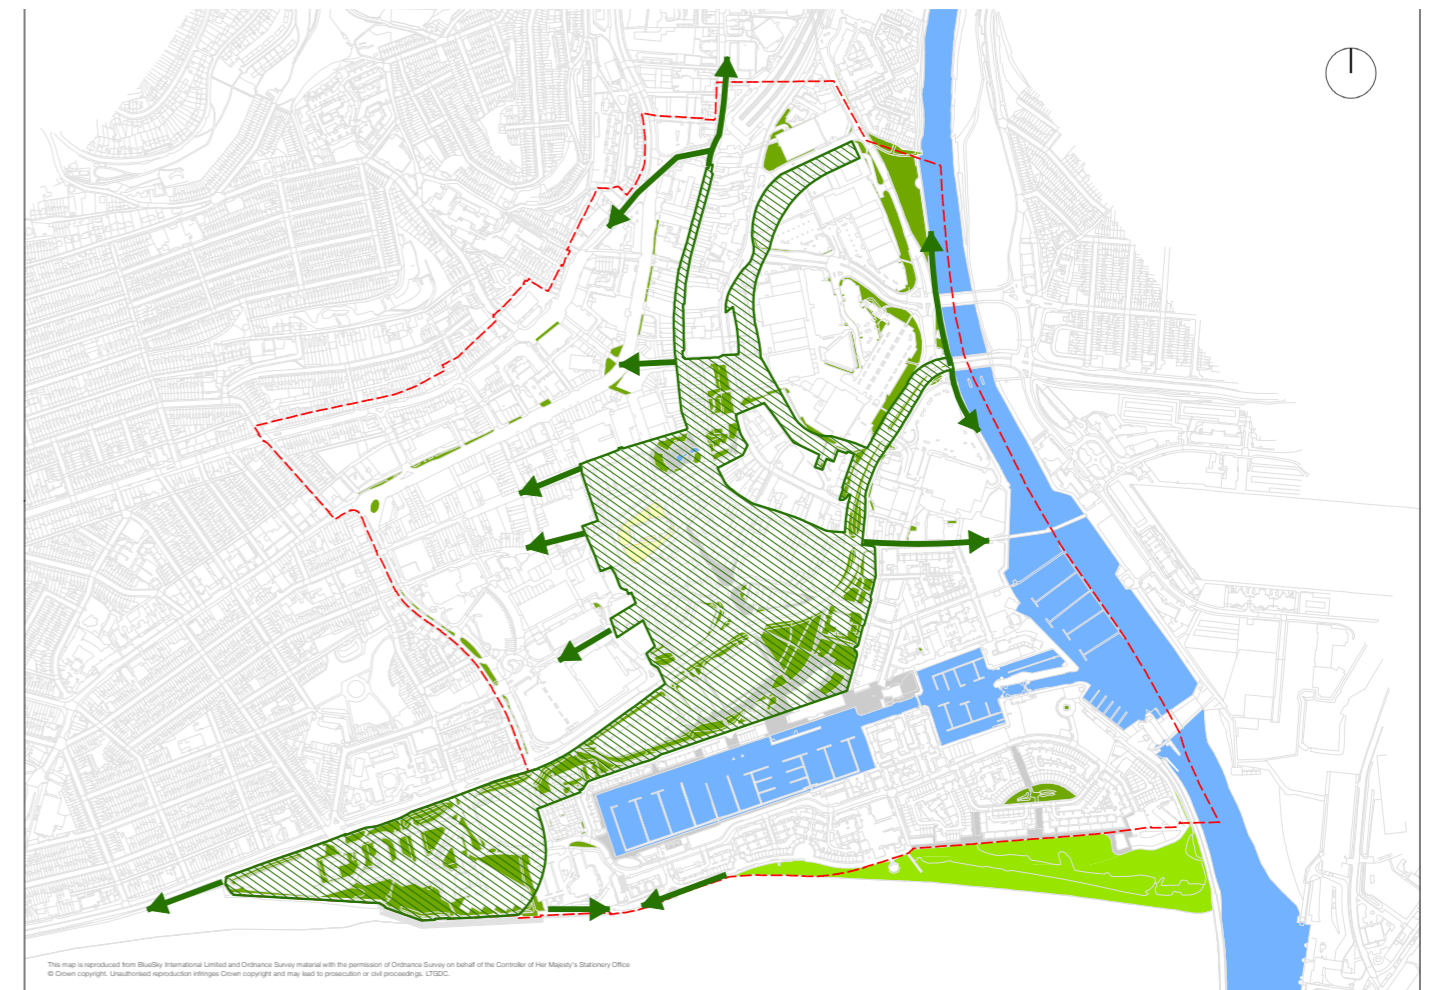 This map is reproduced from BlueSky International Limited and Ordnance Survey material with the permission of Ordnance Survey on behalf of the Controller of Her Majesty's Stationery Office
© Crown copyright. Unauthorised reproduction infringes Crown copyright and may lead to prosecution or civil proceedings. LTGDC.